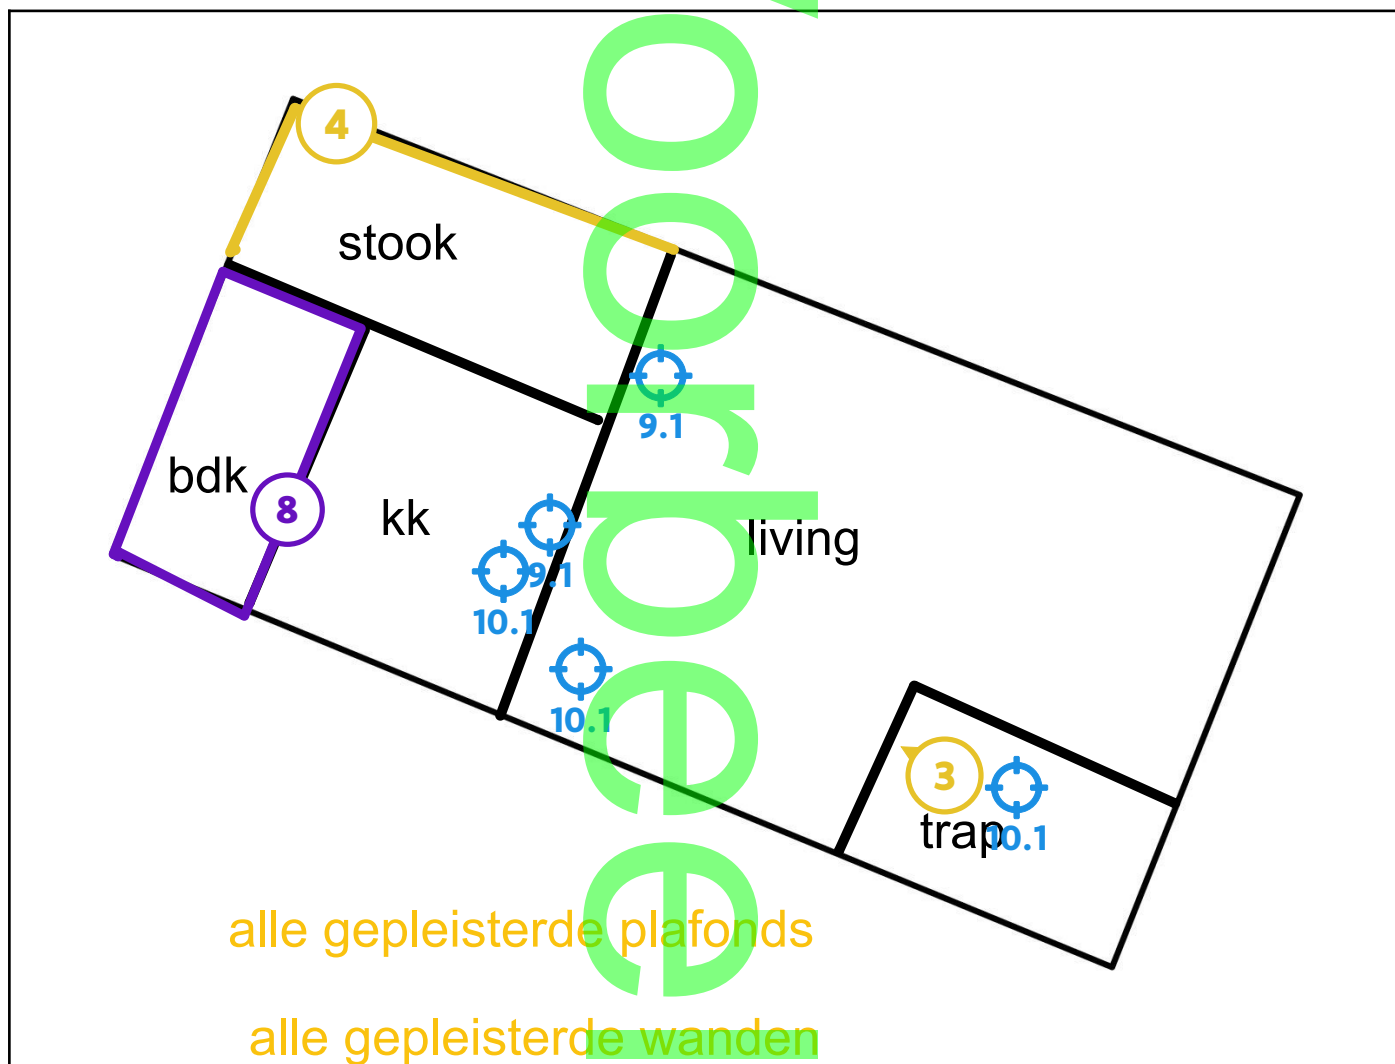 4
stook
9.1
bdk
8
kk
living
9.1
10.1
10.1
3
trap
10.1
alle gepleisterde plafonds
alle gepleisterde wanden
orbeel